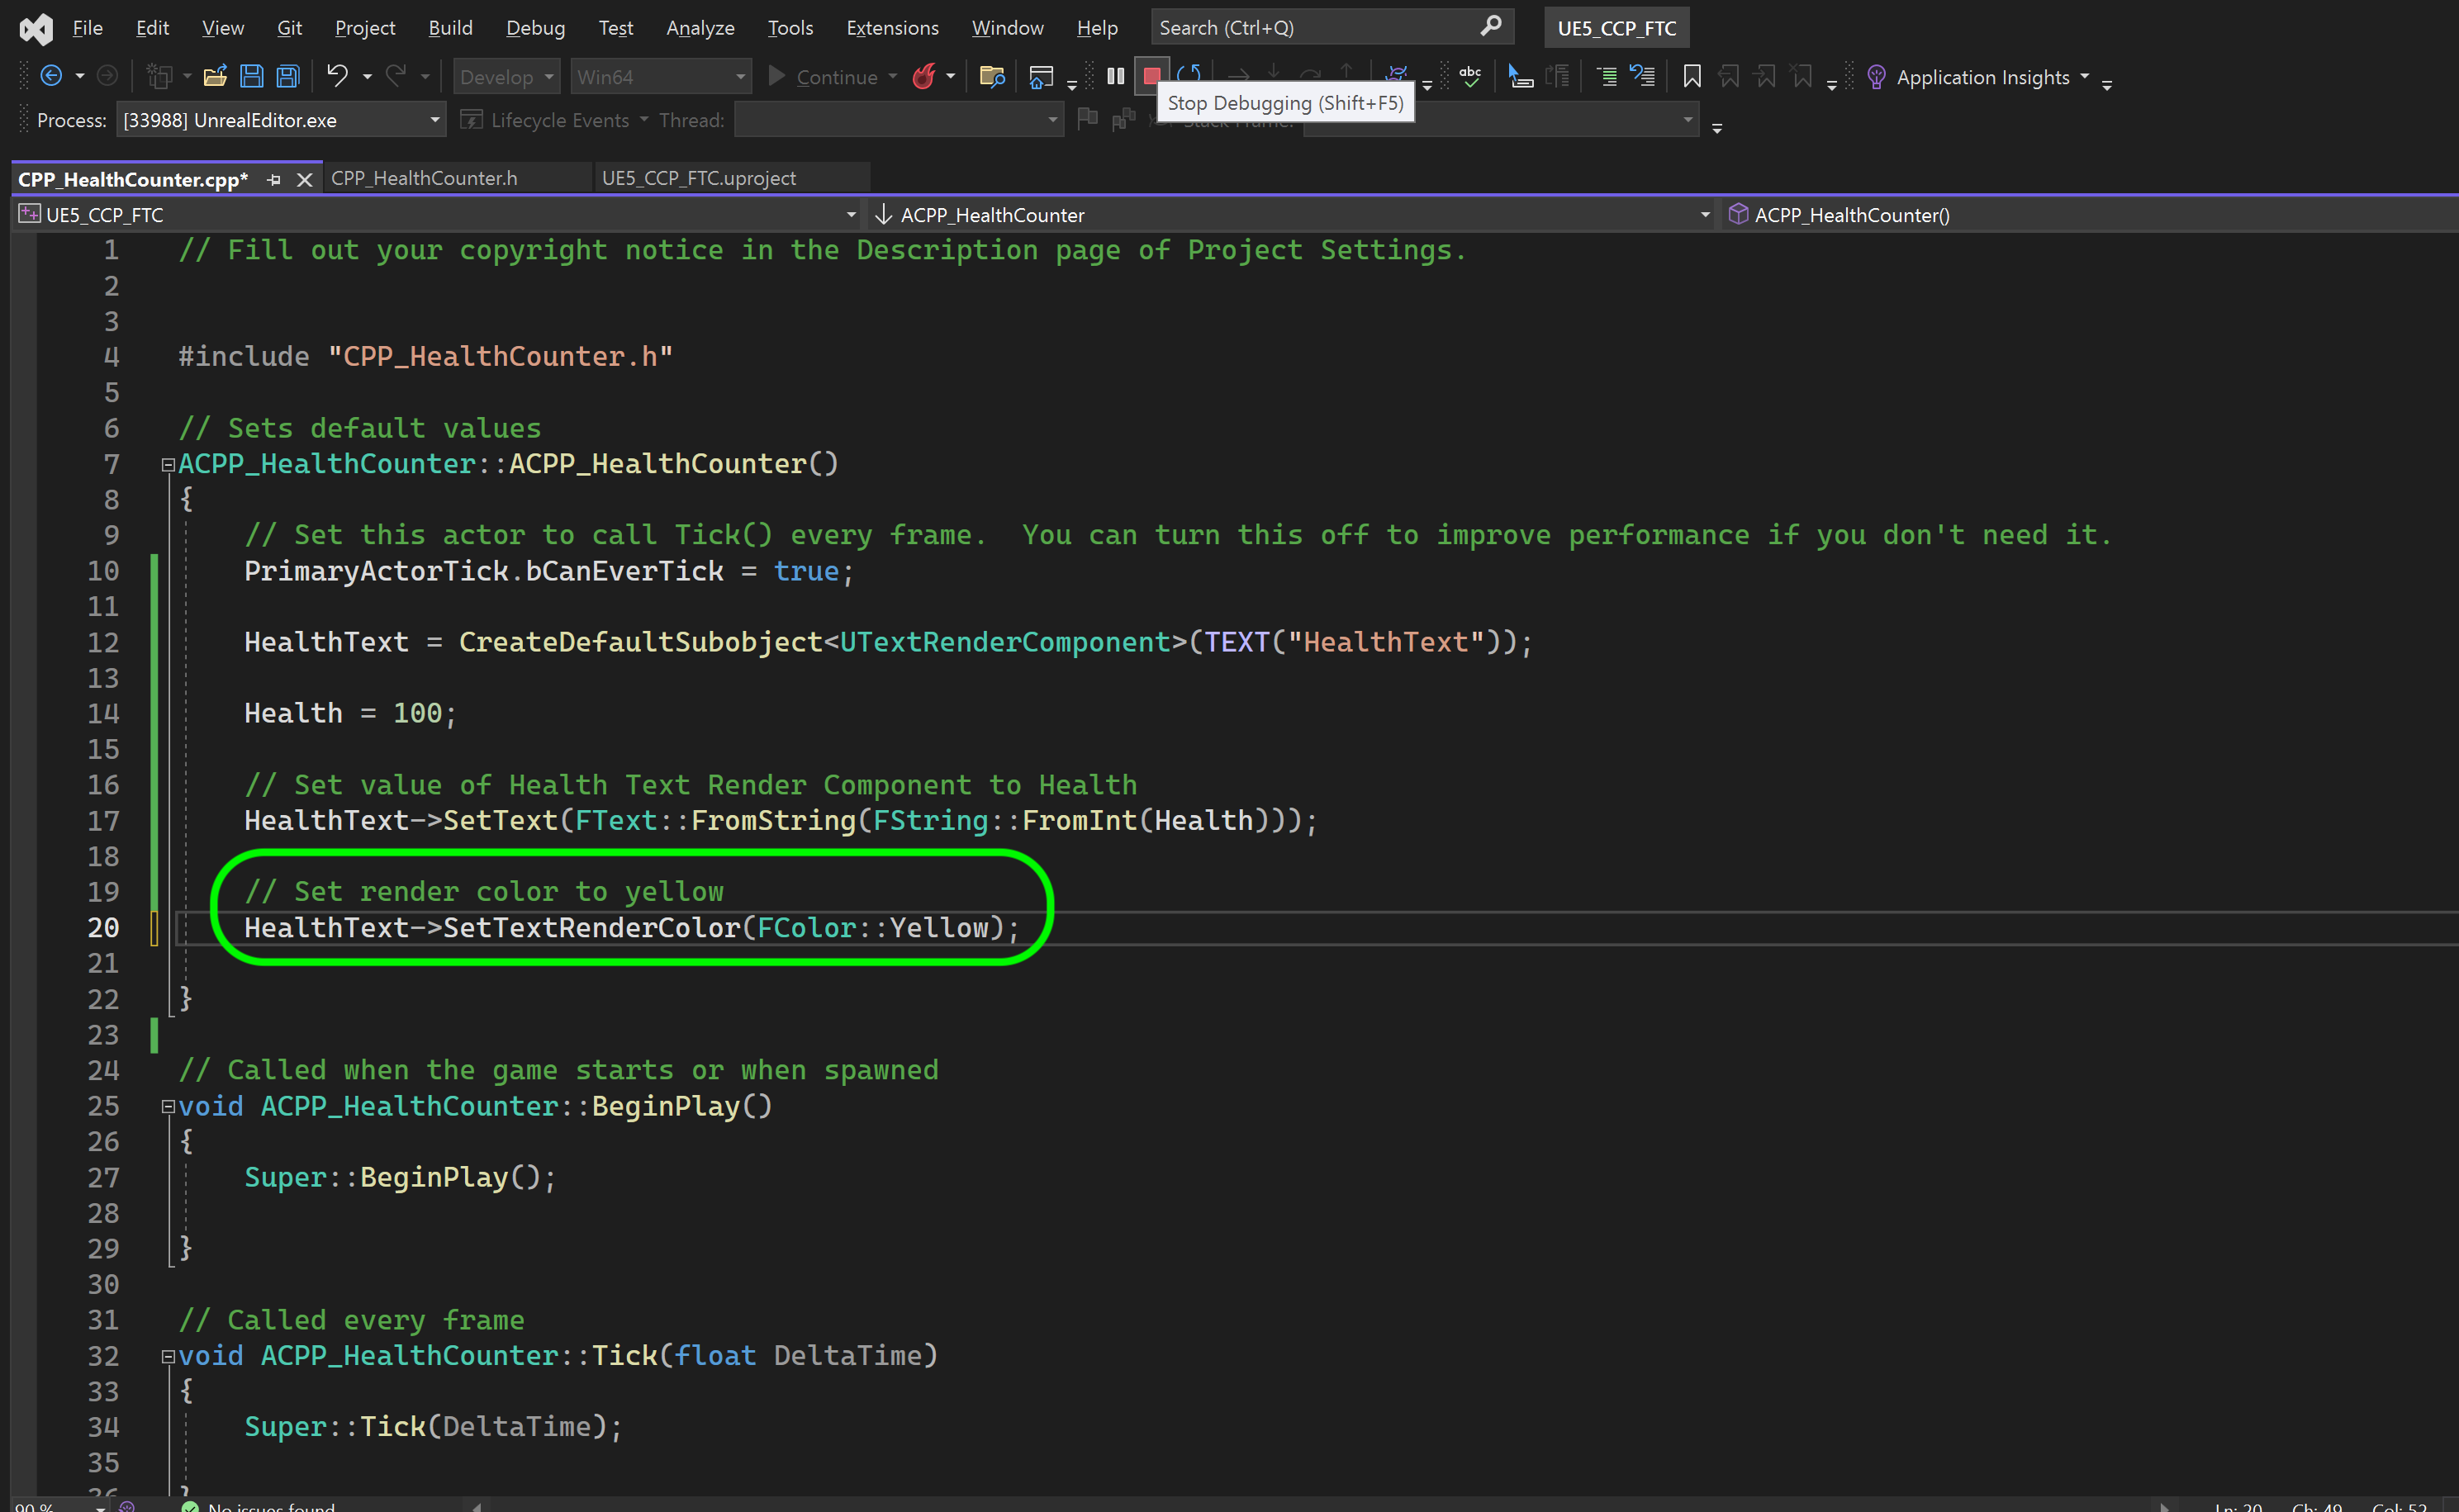 File Edit View Git Project Build Debug Test Analyze Tools Extensions Window Help Search (Ctrl+Q) UE5_CCP_FTC
Develop Win64 Continue abc Application Insights
Stop Debugging (Shift+F5)
Process: [33988] UnrealEditor.exe Lifecycle Events Thread: Stack Frame:
CPP_HealthCounter.cpp* CPP_HealthCounter.h UE5_CCP_FTC.uproject
UE5_CCP_FTC ACPP_HealthCounter ACPP_HealthCounter()
1 // Fill out your copyright notice in the Description page of Project Settings.
2
3
4 #include "CPP_HealthCounter.h"
5
6 // Sets default values
7 ACPP_HealthCounter::ACPP_HealthCounter()
8 {
9 // Set this actor to call Tick() every frame.  You can turn this off to improve performance if you don't need it.
10 PrimaryActorTick.bCanEverTick = true;
11
12 HealthText = CreateDefaultSubobject<UTextRenderComponent>(TEXT("HealthText"));
13
14 Health = 100;
15
16 // Set value of Health Text Render Component to Health
17 HealthText->SetText(FText::FromString(FString::FromInt(Health)));
18
19 // Set render color to yellow
20 HealthText->SetTextRenderColor(FColor::Yellow);
21
22 }
23
24 // Called when the game starts or when spawned
25 void ACPP_HealthCounter::BeginPlay()
26 {
27 Super::BeginPlay();
28
29 }
30
31 // Called every frame
32 void ACPP_HealthCounter::Tick(float DeltaTime)
33 {
34 Super::Tick(DeltaTime);
35
36 }
90 % No issues found Ln: 20 Ch: 49 Col: 52